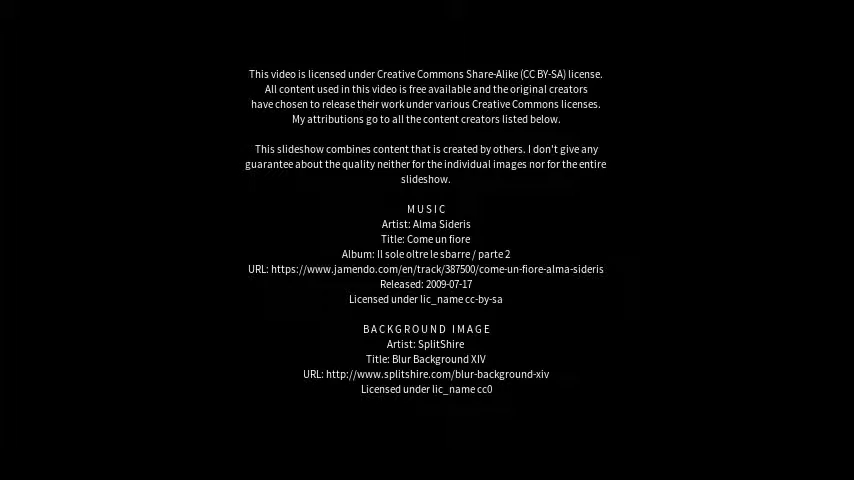 This video is licensed under Creative Commons Share-Alike (CC BY-SA) license.
All content used in this video is free available and the original creators
have chosen to release their work under various Creative Commons licenses.
My attributions go to all the content creators listed below.
This slideshow combines content that is created by others. I don't give any
guarantee about the quality neither for the individual images nor for the entire
slideshow.
MUSIC
Artist: Alma Sideris
Title: Come un fiore
Album: Il sole oltre le sbarre / parte 2
URL: https://www.jamendo.com/en/track/387500/come-un-fiore-alma-sideris
Released: 2009-07-17
Licensed under lic_name cc-by-sa
BACKGROUND IMAGE
Artist: SplitShire
Title: Blur Background XIV
URL: http://www.splitshire.com/blur-background-xiv
Licensed under lic_name cc0